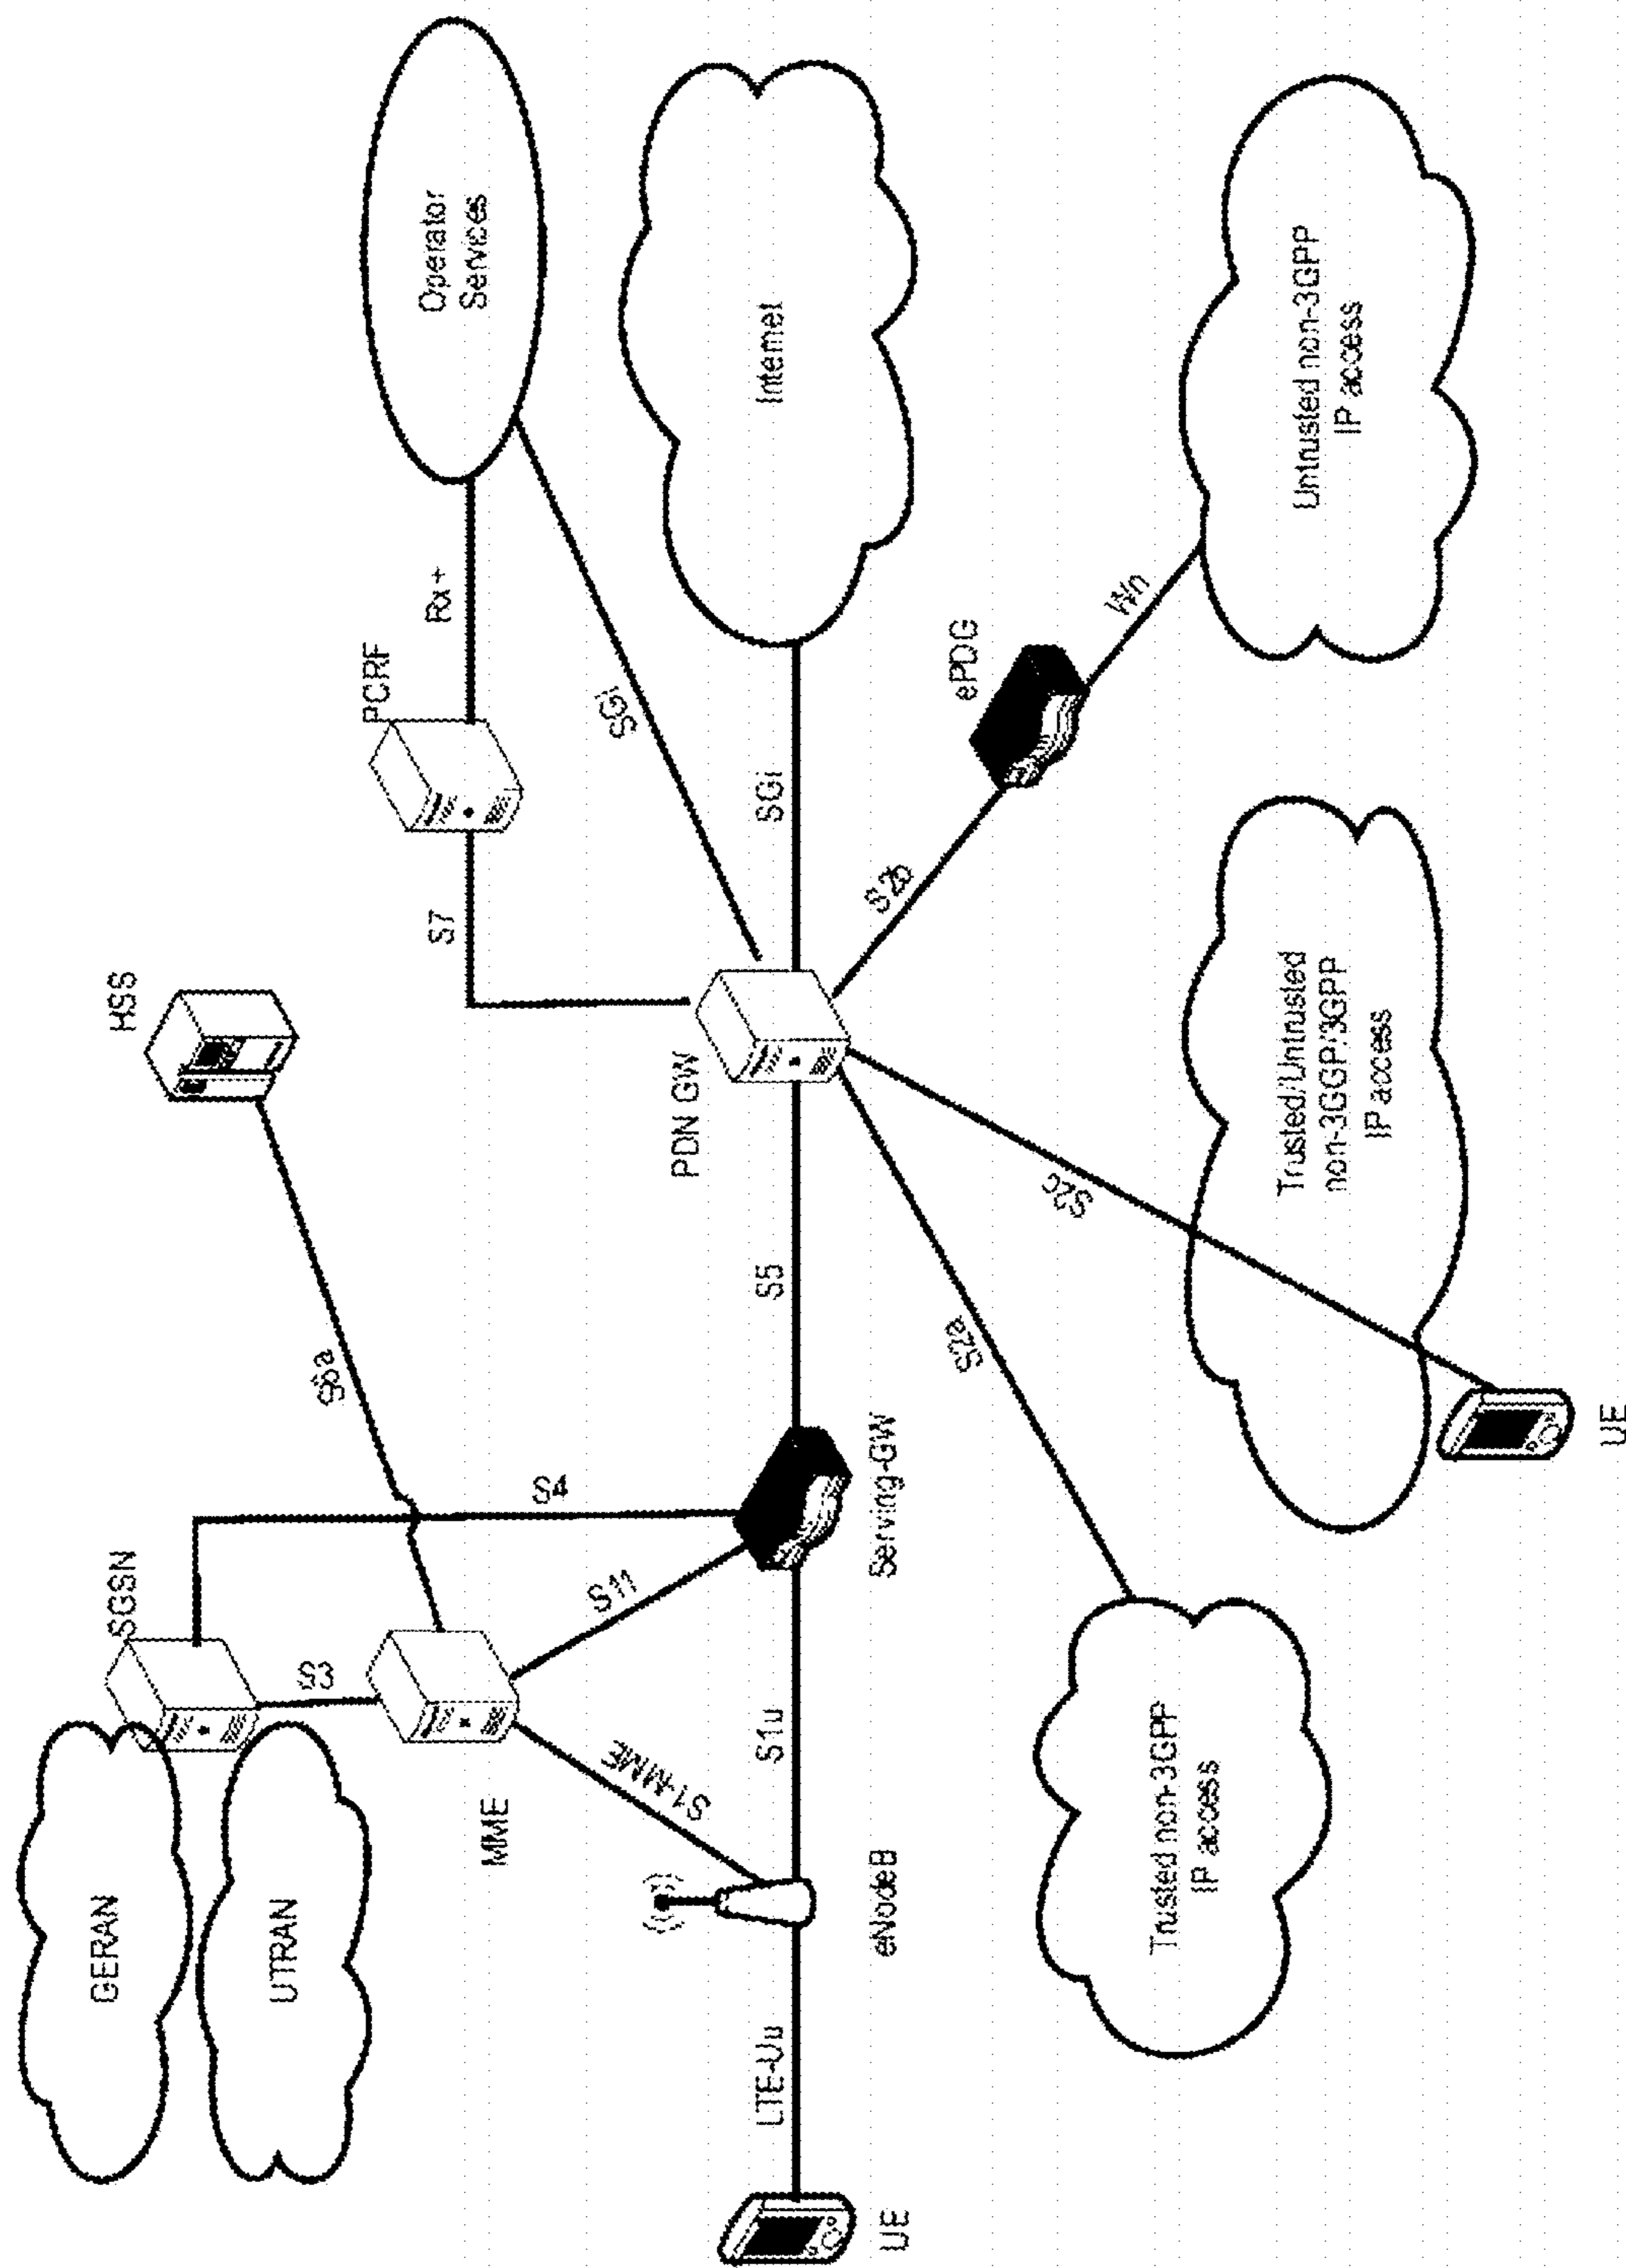 GERAN
UTRAN
SGSN
HSS
S3
S6a
S4
S7
PCRF
Rx+
Operator
Services
MME
S1-MME
S11
SGi
LTE-Uu
S1u
S5
SGi
Internet
PDN GW
UE
eNodeB
Serving-GW
S2b
ePDG
S2a
S2c
Wn
Trusted non-3GPP
IP access
Trusted/Untrusted
non-3GGP/3GPP
IP access
Untrusted non-3GPP
IP access
UE